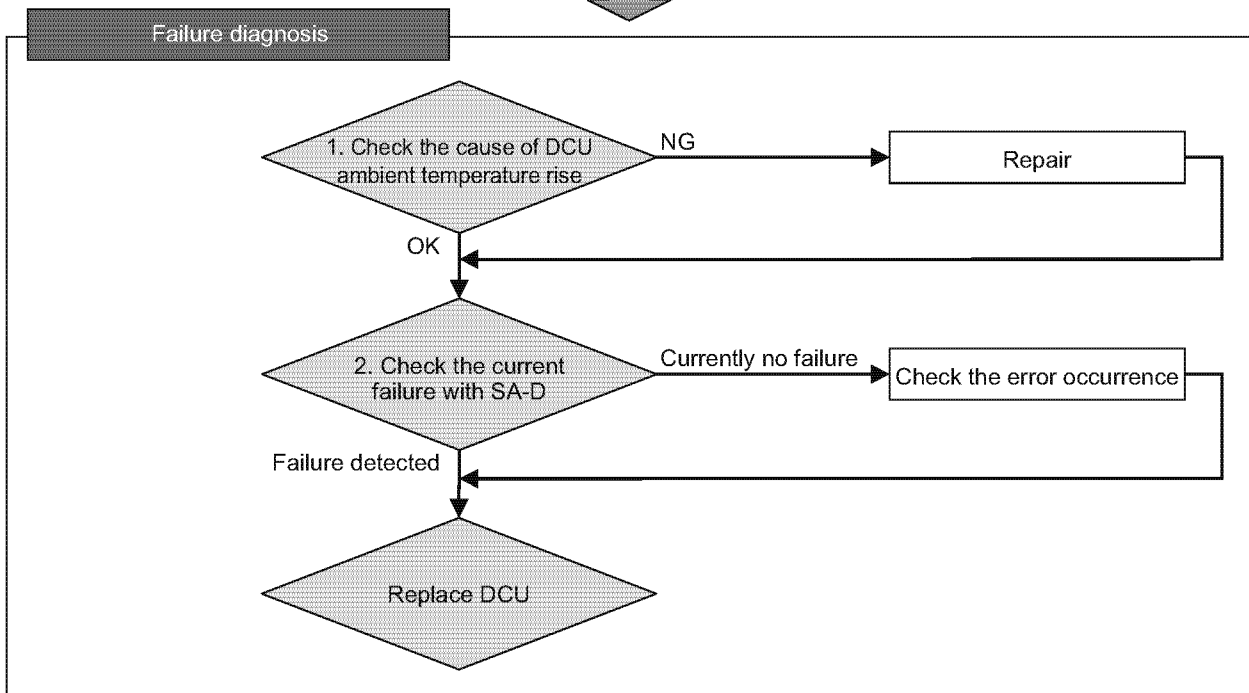 Failure diagnosis
1. Check the cause of DCU
ambient temperature rise
NG
Repair
OK
2. Check the current
failure with SA-D
Currently no failure
Check the error occurrence
Failure detected
Replace DCU